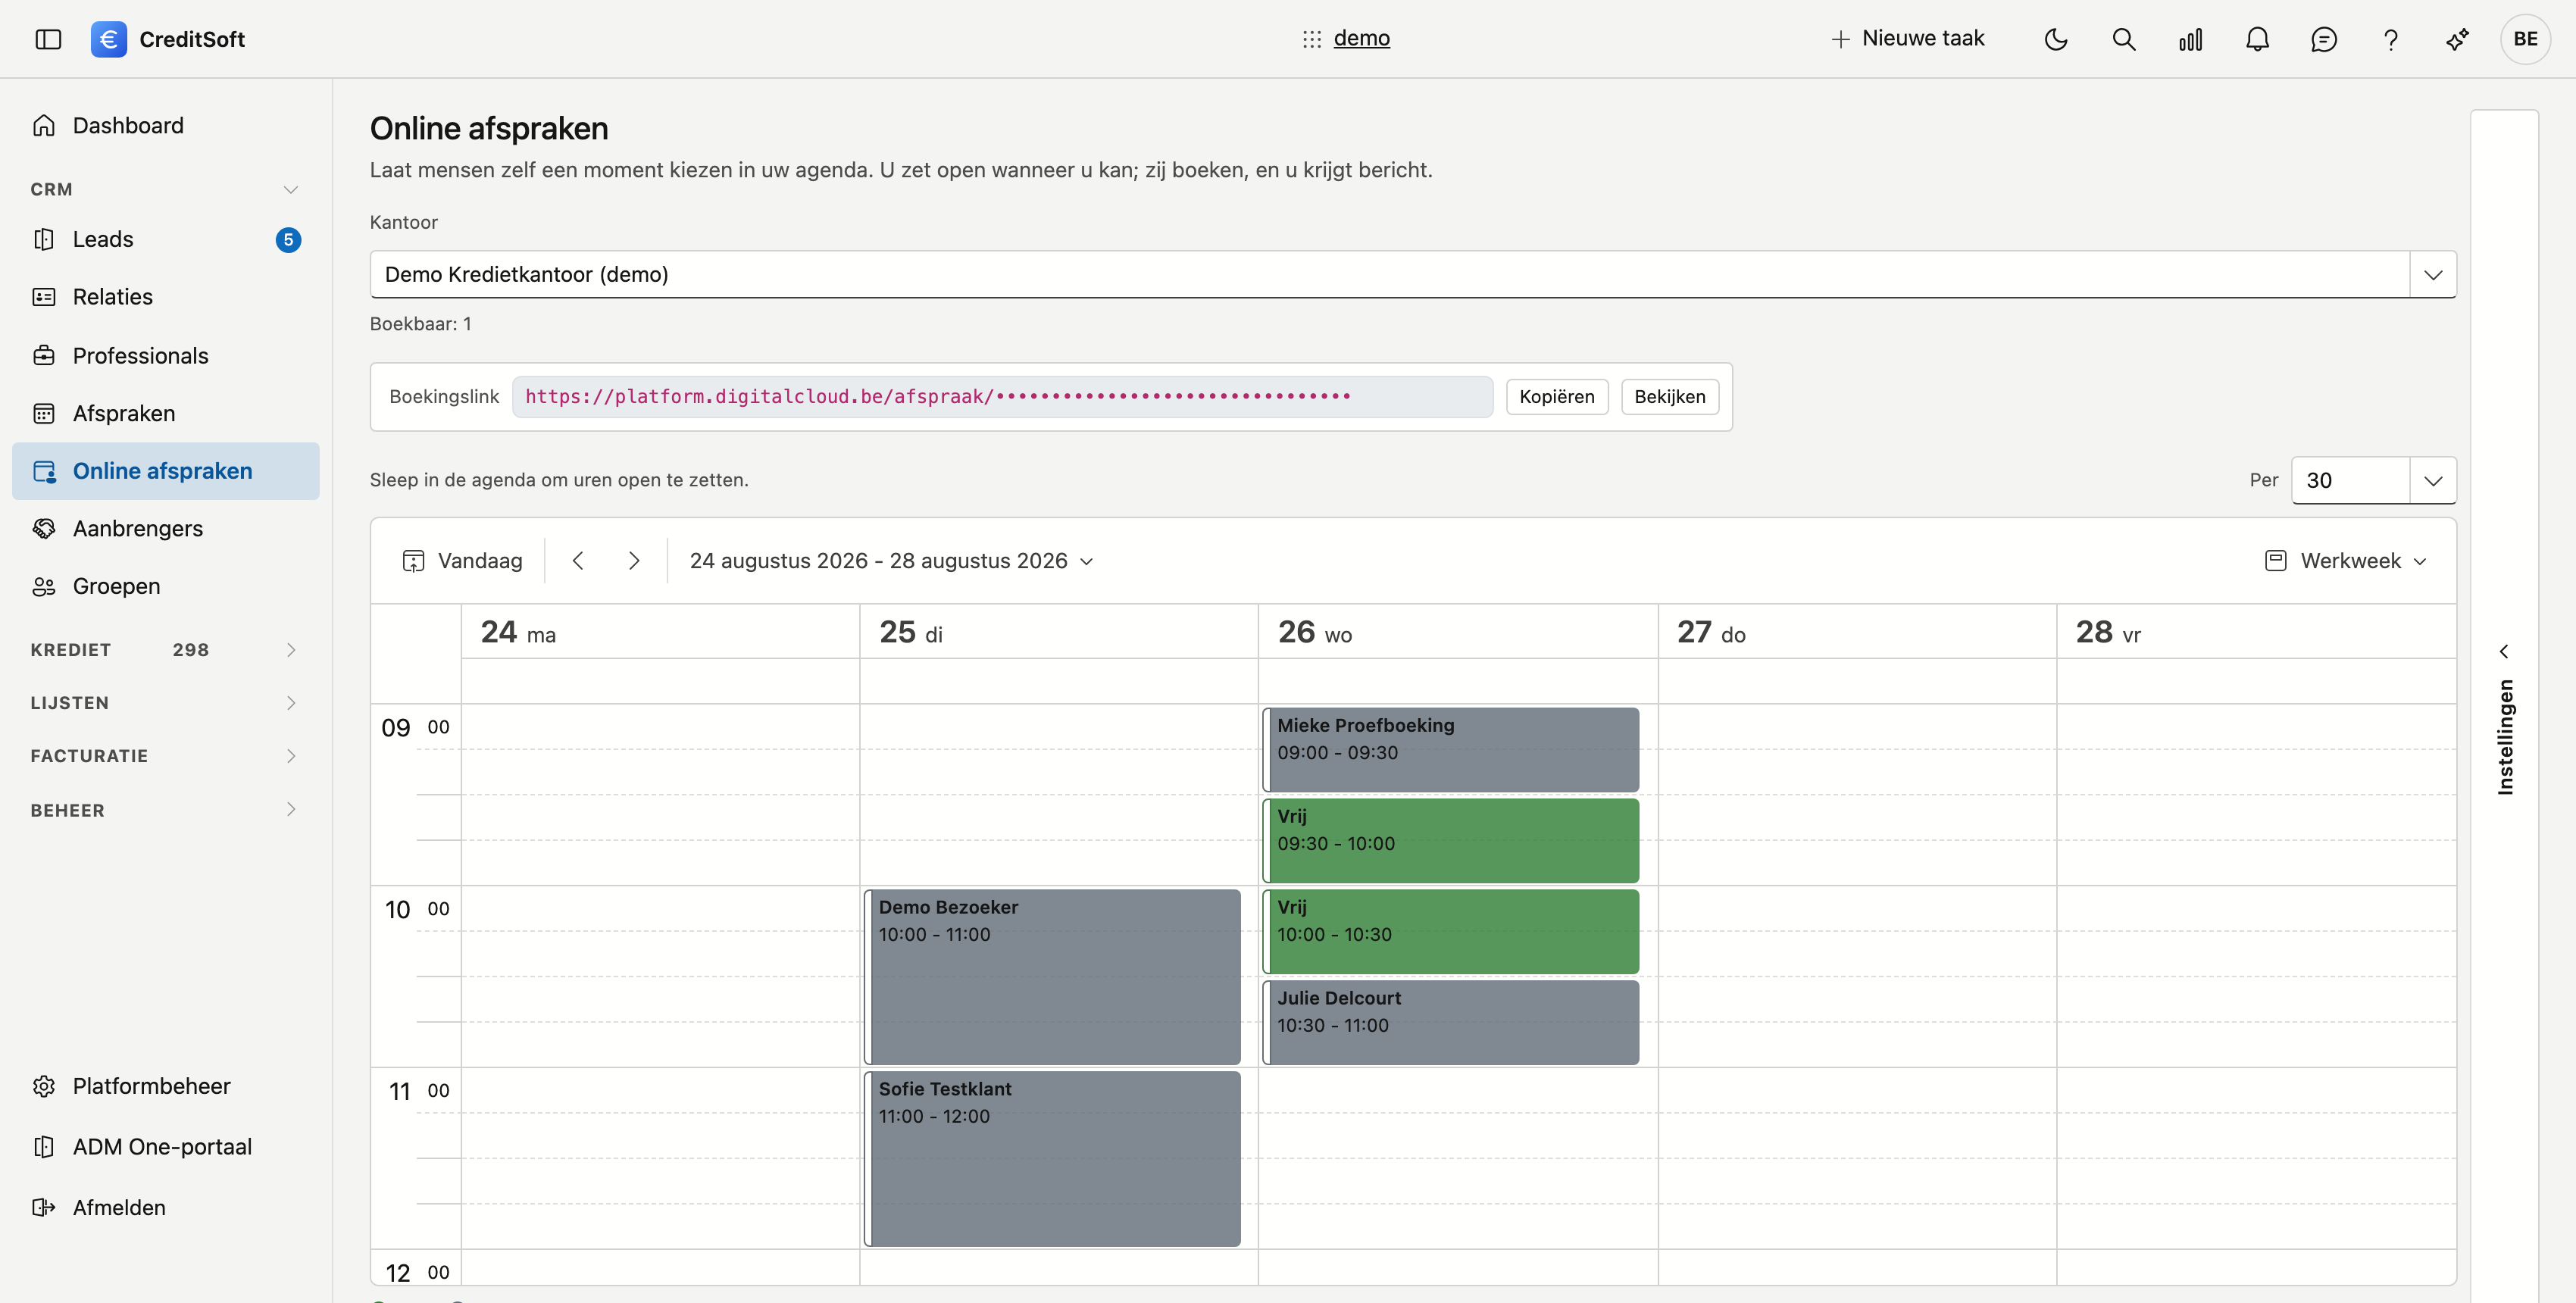 CreditSoft
demo
Nieuwe taak
BE
Dashboard
CRM
Leads 5
Relaties
Professionals
Afspraken
Online afspraken
Aanbrengers
Groepen
KREDIET 298
LIJSTEN
FACTURATIE
BEHEER
Platformbeheer
ADM One-portaal
Afmelden
Online afspraken
Laat mensen zelf een moment kiezen in uw agenda. U zet open wanneer u kan; zij boeken, en u krijgt bericht.
Kantoor
Demo Kredietkantoor (demo)
Boekbaar: 1
Boekingslink https://platform.digitalcloud.be/afspraak/•••••••••••••••••••••••••••••••• Kopiëren Bekijken
Sleep in de agenda om uren open te zetten.
Per 30
Vandaag 24 augustus 2026 - 28 augustus 2026 Werkweek
24 ma 25 di 26 wo 27 do 28 vr
09 00
Mieke Proefboeking
09:00 - 09:30
Vrij
09:30 - 10:00
10 00
Demo Bezoeker
10:00 - 11:00
Vrij
10:00 - 10:30
Julie Delcourt
10:30 - 11:00
11 00
Sofie Testklant
11:00 - 12:00
12 00
Instellingen